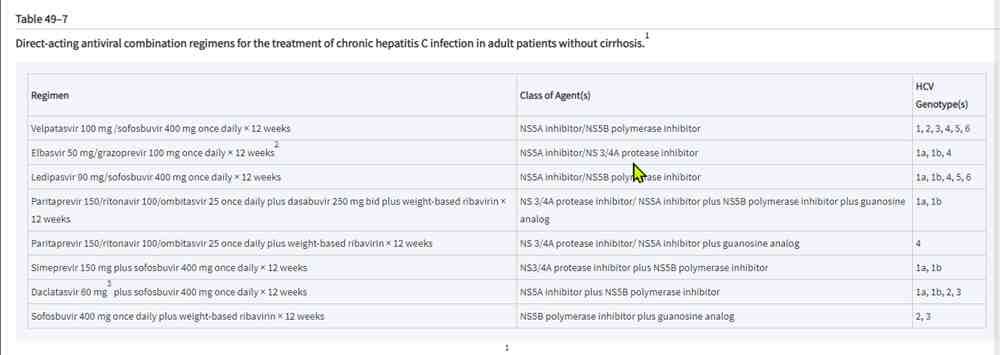 Table 49–7
Direct-acting antiviral combination regimens for the treatment of chronic hepatitis C infection in adult patients without cirrhosis.1
Regimen Class of Agent(s) HCV Genotype(s)
Velpatasvir 100 mg /sofosbuvir 400 mg once daily × 12 weeks NS5A inhibitor/NS5B polymerase inhibitor 1, 2, 3, 4, 5, 6
Elbasvir 50 mg/grazoprevir 100 mg once daily × 12 weeks2 NS5A inhibitor/NS 3/4A protease inhibitor 1a, 1b, 4
Ledipasvir 90 mg/sofosbuvir 400 mg once daily × 12 weeks NS5A inhibitor/NS5B polymerase inhibitor 1a, 1b, 4, 5, 6
Paritaprevir 150/ritonavir 100/ombitasvir 25 once daily plus dasabuvir 250 mg bid plus weight-based ribavirin × 12 weeks NS 3/4A protease inhibitor/ NS5A inhibitor plus NS5B polymerase inhibitor plus guanosine analog 1a, 1b
Paritaprevir 150/ritonavir 100/ombitasvir 25 once daily plus weight-based ribavirin × 12 weeks NS 3/4A protease inhibitor/ NS5A inhibitor plus guanosine analog 4
Simeprevir 150 mg plus sofosbuvir 400 mg once daily × 12 weeks NS3/4A protease inhibitor plus NS5B polymerase inhibitor 1a, 1b
Daclatasvir 60 mg3 plus sofosbuvir 400 mg once daily × 12 weeks NS5A inhibitor plus NS5B polymerase inhibitor 1a, 1b, 2, 3
Sofosbuvir 400 mg once daily plus weight-based ribavirin × 12 weeks NS5B polymerase inhibitor plus guanosine analog 2, 3
1